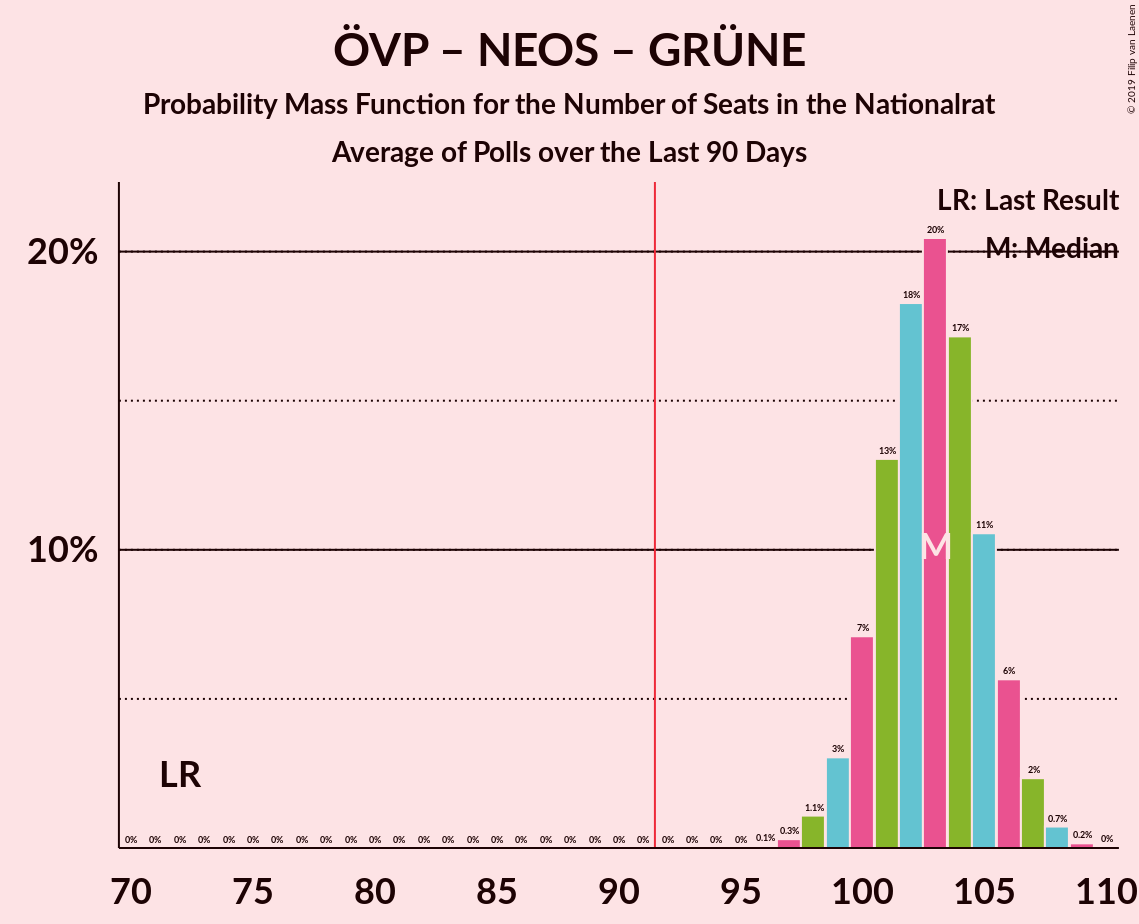 ÖVP – NEOS – GRÜNE
Probability Mass Function for the Number of Seats in the Nationalrat
Average of Polls over the Last 90 Days
© 2019 Filip van Laenen
LR: Last Result
M: Median
20%
10%
20%
18%
17%
13%
11%
M
7%
6%
3%
2%
LR
1.1%
0.7%
0% 0% 0% 0% 0% 0% 0% 0% 0% 0% 0% 0% 0% 0% 0% 0% 0% 0% 0% 0% 0% 0% 0% 0% 0% 0% 0.1% 0.3% 0.2% 0%
70 75 80 85 90 95 100 105 110